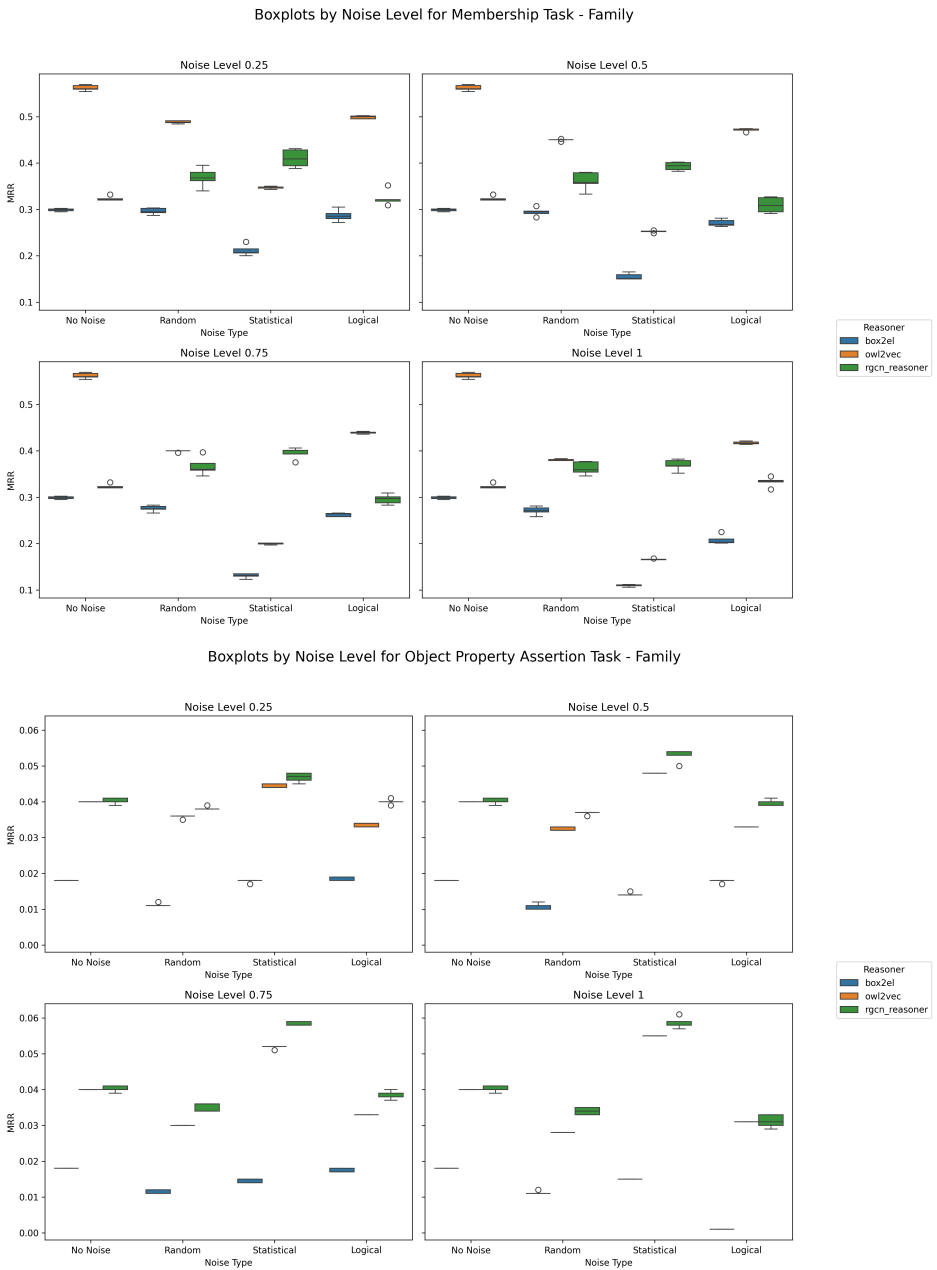 Boxplots by Noise Level for Membership Task - Family
Noise Level 0.25
Noise Level 0.5
MRR
0.5
0.4
0.3
0.2
0.1
No Noise
Random
Statistical
Logical
Noise Type
No Noise
Random
Statistical
Logical
Noise Type
Reasoner
box2el
owl2vec
rgcn_reasoner
Noise Level 0.75
Noise Level 1
MRR
0.5
0.4
0.3
0.2
0.1
No Noise
Random
Statistical
Logical
Noise Type
No Noise
Random
Statistical
Logical
Noise Type
Boxplots by Noise Level for Object Property Assertion Task - Family
Noise Level 0.25
Noise Level 0.5
MRR
0.06
0.05
0.04
0.03
0.02
0.01
0.00
No Noise
Random
Statistical
Logical
Noise Type
No Noise
Random
Statistical
Logical
Noise Type
Reasoner
box2el
owl2vec
rgcn_reasoner
Noise Level 0.75
Noise Level 1
MRR
0.06
0.05
0.04
0.03
0.02
0.01
0.00
No Noise
Random
Statistical
Logical
Noise Type
No Noise
Random
Statistical
Logical
Noise Type